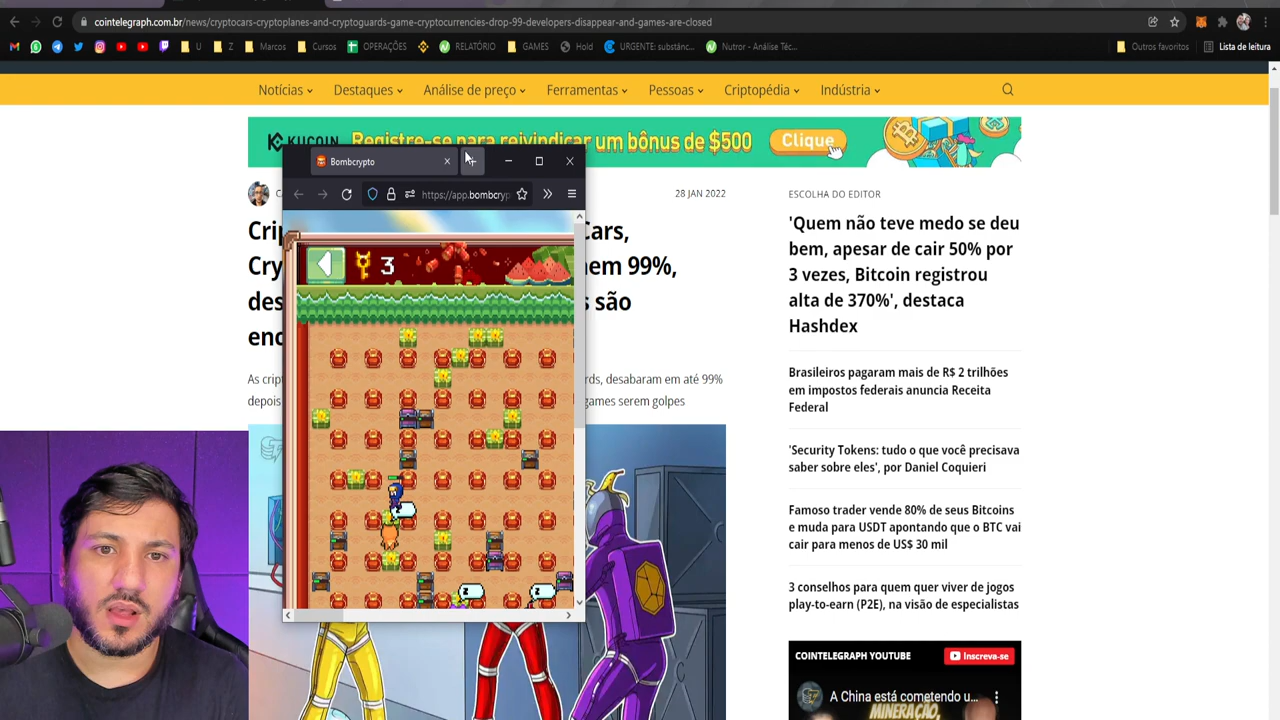 cointelegraph.com.br/news/cryptocars-cryptoplanes-and-cryptoguards-game-cryptocurrencies-drop-99-developers-disappear-and-games-are-closed
U Z Marcos Cursos OPERAÇÕES RELATÓRIO GAMES Hold URGENTE: substânc... Nutror - Análise Téc... Outros favoritos Lista de leitura
Notícias Destaques Análise de preço Ferramentas Pessoas Criptopédia Indústria
KUCOIN Registre-se para reivindicar um bônus de $500 Clique
28 JAN 2022
Bombcrypto
https://app.bombcryp
3
Cars,
em 99%,
des s são
As crip rds, desabaram em até 99%
depois games serem golpes
z
z
z
ESCOLHA DO EDITOR
'Quem não teve medo se deu
bem, apesar de cair 50% por
3 vezes, Bitcoin registrou
alta de 370%', destaca
Hashdex
Brasileiros pagaram mais de R$ 2 trilhões
em impostos federais anuncia Receita
Federal
'Security Tokens: tudo o que você precisava
saber sobre eles', por Daniel Coquieri
Famoso trader vende 80% de seus Bitcoins
e muda para USDT apontando que o BTC vai
cair para menos de US$ 30 mil
3 conselhos para quem quer viver de jogos
play-to-earn (P2E), na visão de especialistas
COINTELEGRAPH YOUTUBE Inscreva-se
A China está cometendo u...
MINERAÇÃO,